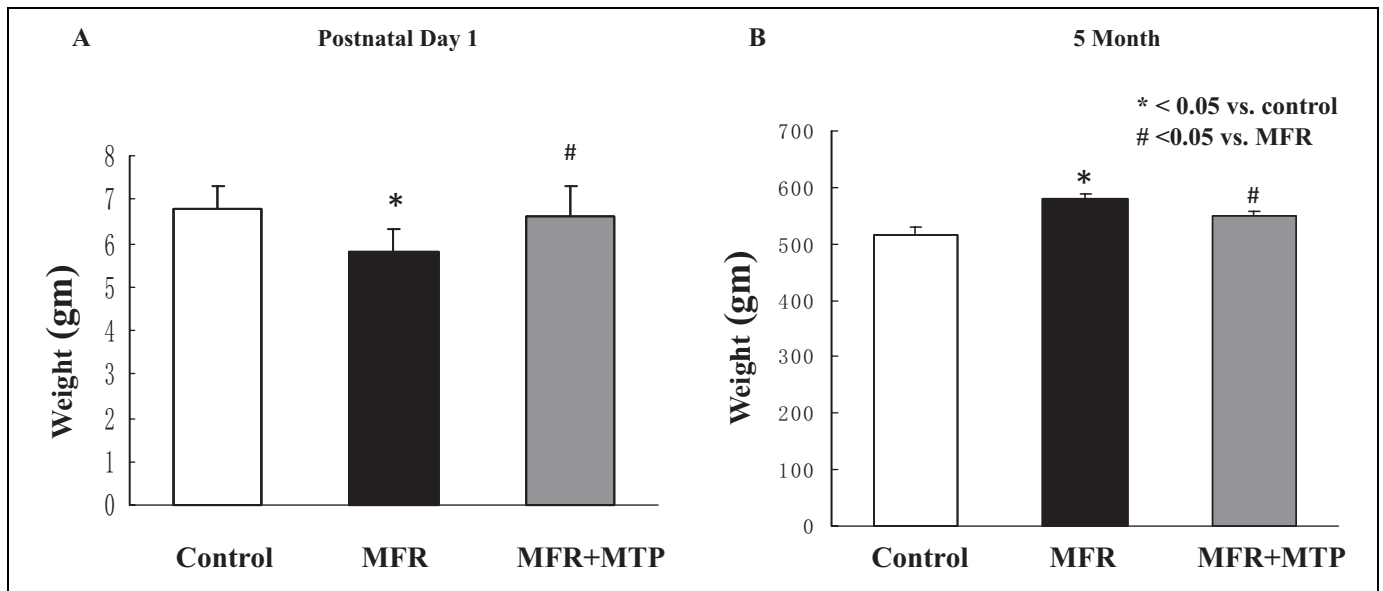 A
Postnatal Day 1
8
7
6
5
4
3
2
1
0
Weight (gm)
*
#
Control
MFR
MFR+MTP
B
5 Month
* < 0.05 vs. control
# <0.05 vs. MFR
700
600
500
400
300
200
100
0
Weight (gm)
*
#
Control
MFR
MFR+MTP